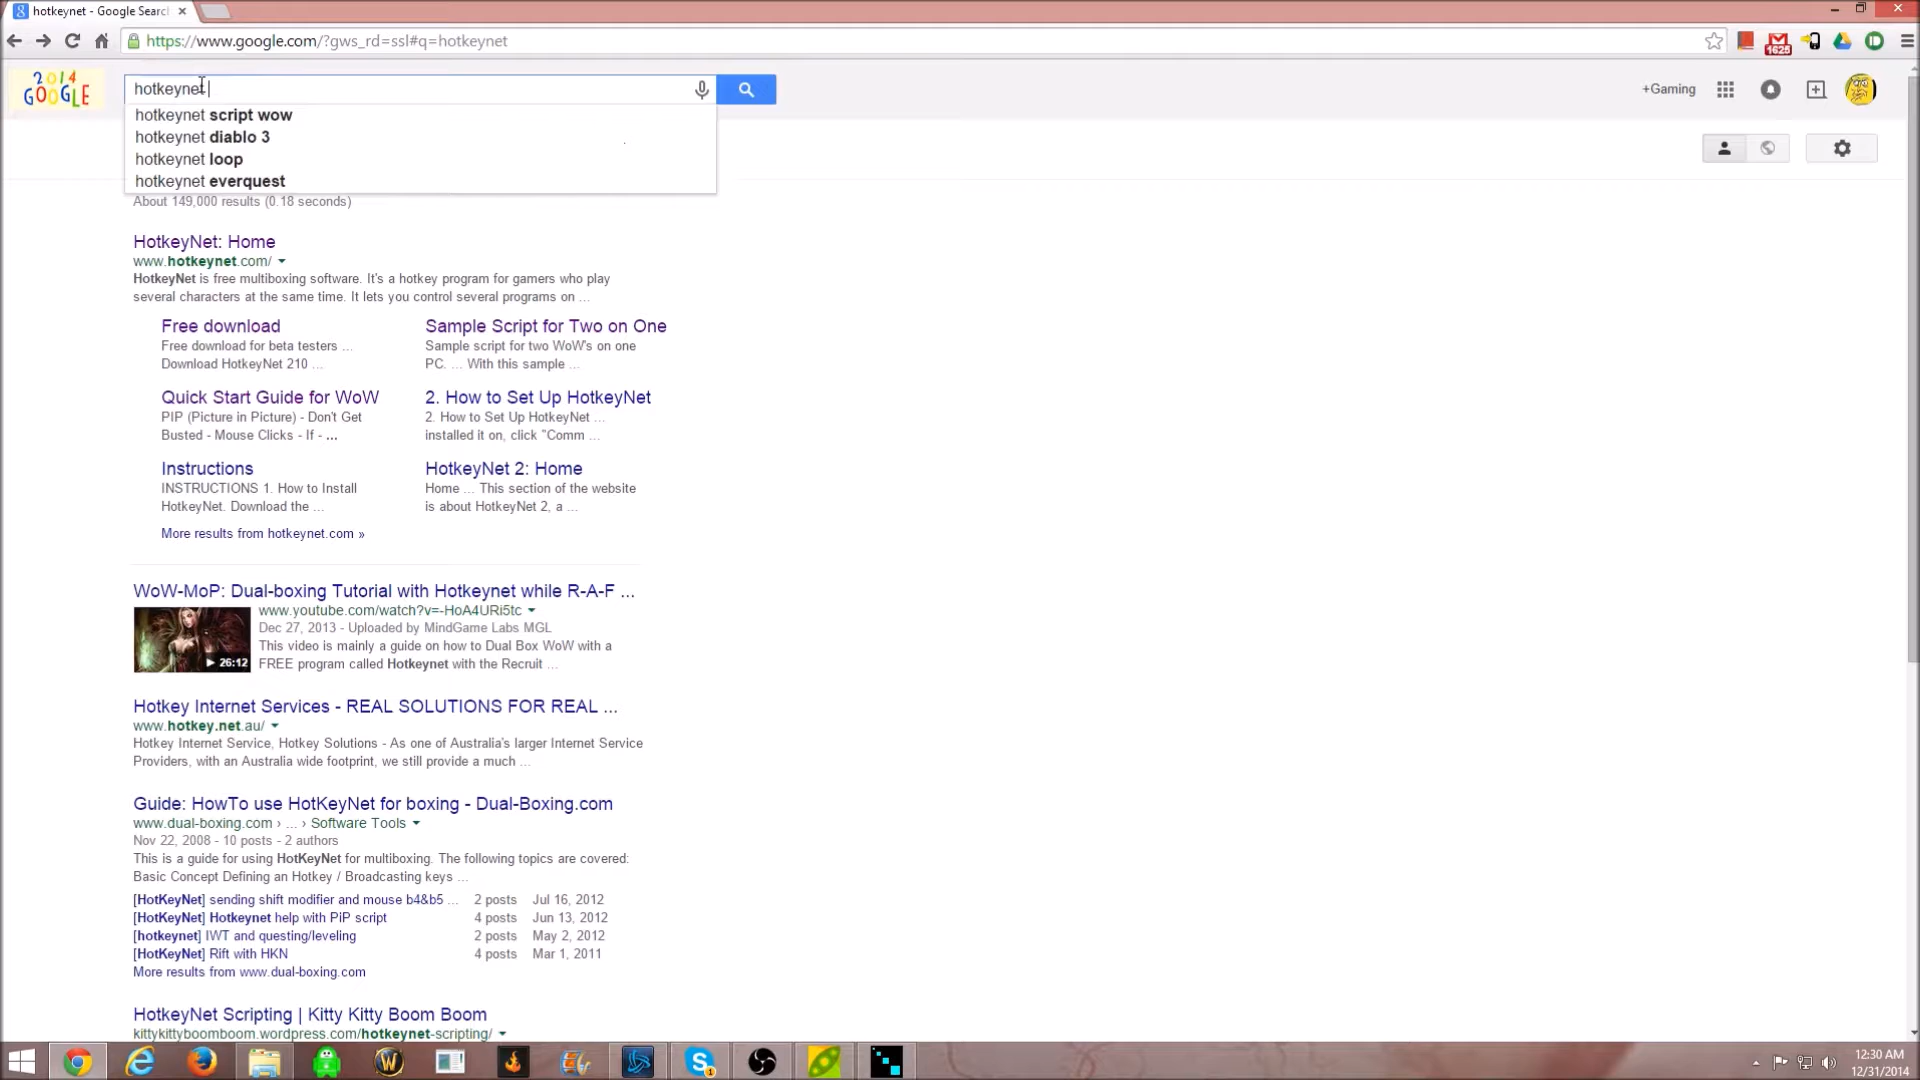 hotkeynet - Google Search
https://www.google.com/?gws_rd=ssl#q=hotkeynet
1625
2014
GOOGLE
hotkeynet
+Gaming
hotkeynet script wow
hotkeynet diablo 3
hotkeynet loop
hotkeynet everquest
About 149,000 results (0.18 seconds)
HotkeyNet: Home
www.hotkeynet.com/
HotkeyNet is free multiboxing software. It's a hotkey program for gamers who play
several characters at the same time. It lets you control several programs on ...
Free download
Free download for beta testers ...
Download HotkeyNet 210 ...
Sample Script for Two on One
Sample script for two WoW's on one
PC. ... With this sample ...
Quick Start Guide for WoW
PIP (Picture in Picture) - Don't Get
Busted - Mouse Clicks - If - ...
2. How to Set Up HotkeyNet
2. How to Set Up HotkeyNet ...
installed it on, click "Comm ...
Instructions
INSTRUCTIONS 1. How to Install
HotkeyNet. Download the ...
HotkeyNet 2: Home
Home ... This section of the website
is about HotkeyNet 2, a ...
More results from hotkeynet.com »
WoW-MoP: Dual-boxing Tutorial with Hotkeynet while R-A-F ...
www.youtube.com/watch?v=-HoA4URi5tc
Dec 27, 2013 - Uploaded by MindGame Labs MGL
This video is mainly a guide on how to Dual Box WoW with a
FREE program called Hotkeynet with the Recruit ...
26:12
Hotkey Internet Services - REAL SOLUTIONS FOR REAL ...
www.hotkey.net.au/
Hotkey Internet Service, Hotkey Solutions - As one of Australia's larger Internet Service
Providers, with an Australia wide footprint, we still provide a much ...
Guide: HowTo use HotKeyNet for boxing - Dual-Boxing.com
www.dual-boxing.com › ... › Software Tools
Nov 22, 2008 - 10 posts - 2 authors
This is a guide for using HotKeyNet for multiboxing. The following topics are covered:
Basic Concept Defining an Hotkey / Broadcasting keys ...
[HotKeyNet] sending shift modifier and mouse b4&b5 ... 2 posts Jul 16, 2012
[HotKeyNet] Hotkeynet help with PiP script 4 posts Jun 13, 2012
[hotkeynet] IWT and questing/leveling 2 posts May 2, 2012
[HotKeyNet] Rift with HKN 4 posts Mar 1, 2011
More results from www.dual-boxing.com
HotkeyNet Scripting | Kitty Kitty Boom Boom
kittykittyboomboom.wordpress.com/hotkeynet-scripting/
12:30 AM
12/31/2014